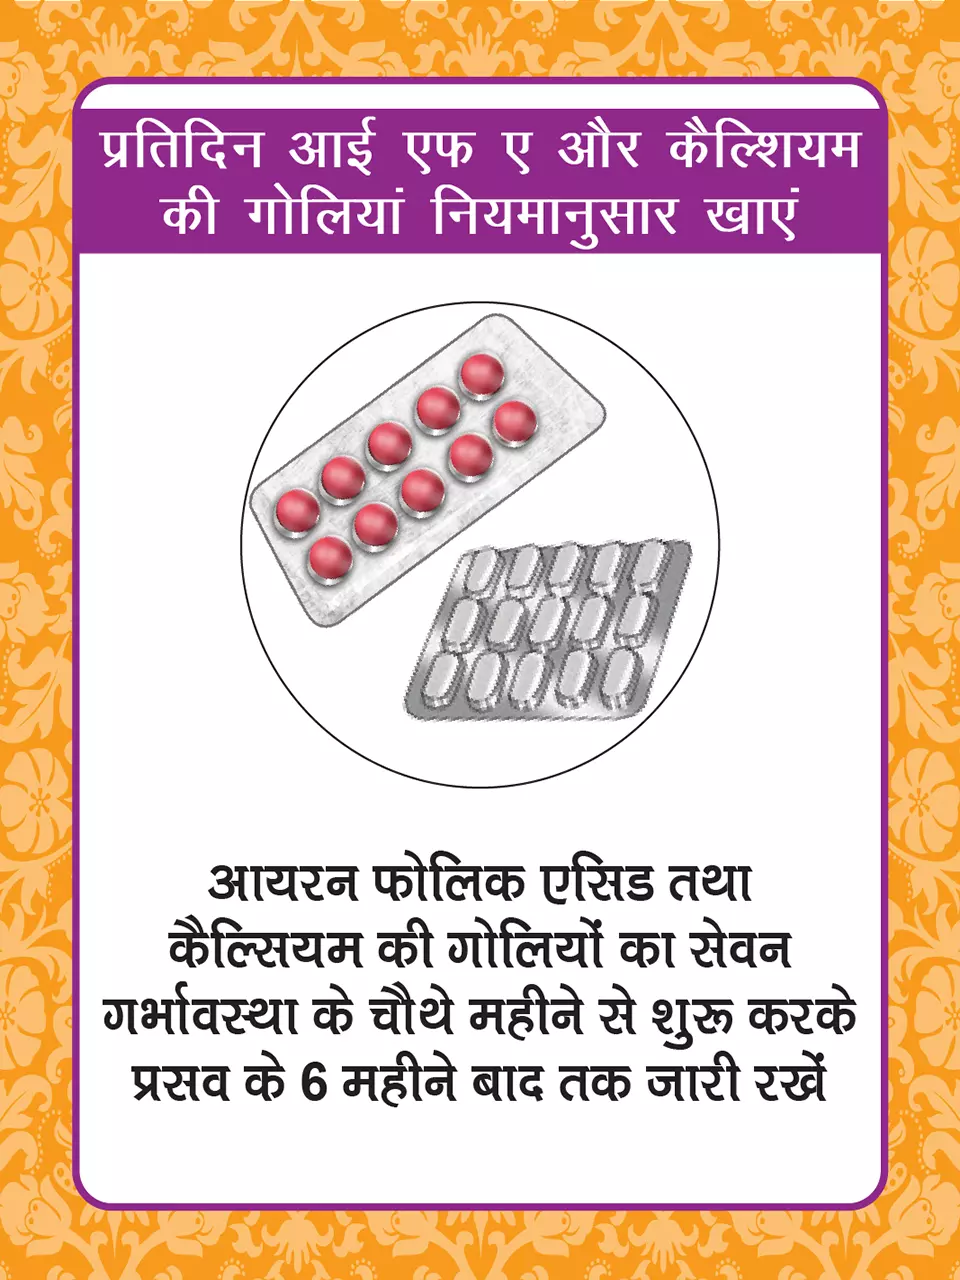 प्रतिदिन आई एफ ए और कैल्शियम
की गोलियां नियमानुसार खाएं
आयरन फोलिक एसिड तथा
कैल्सियम की गोलियों का सेवन
गर्भावस्था के चौथे महीने से शुरू करके
प्रसव के 6 महीने बाद तक जारी रखें